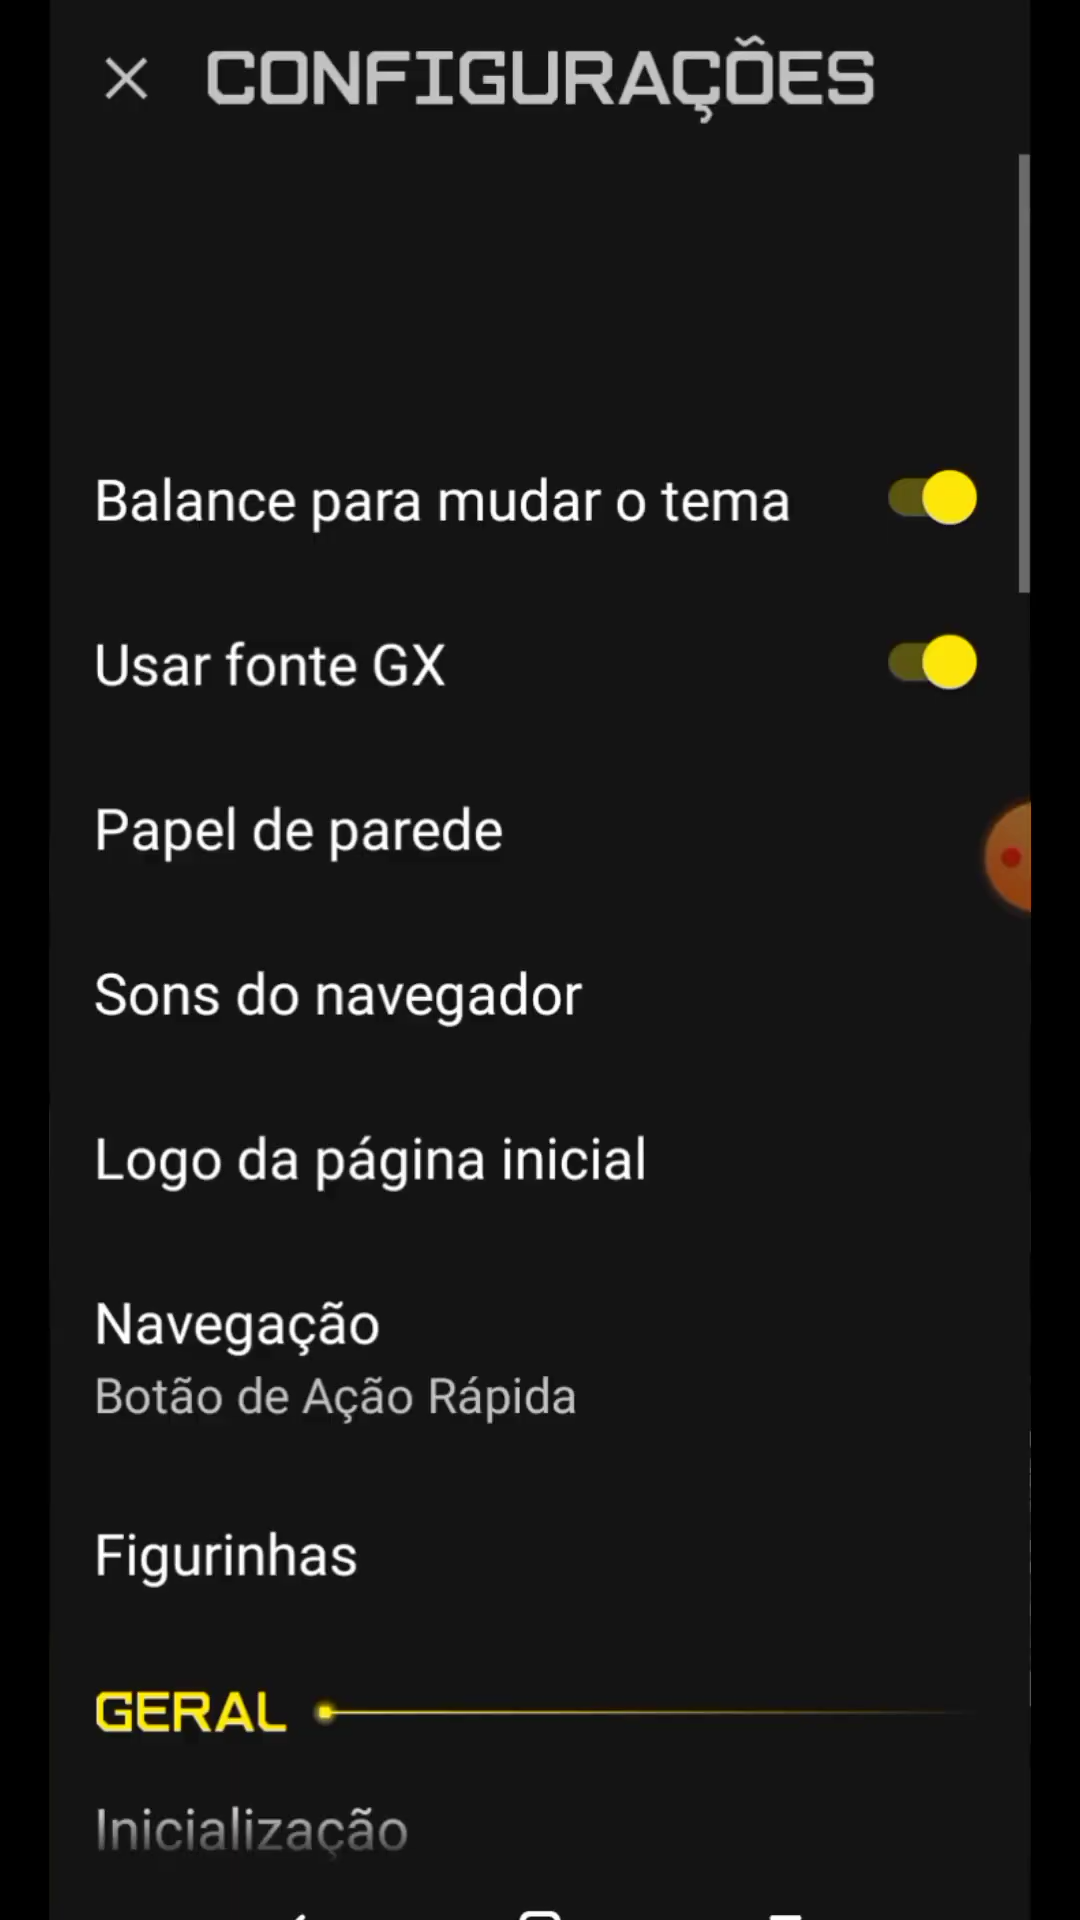 CONFIGURAÇÕES
Balance para mudar o tema
Usar fonte GX
Papel de parede
Sons do navegador
Logo da página inicial
Navegação
Botão de Ação Rápida
Figurinhas
GERAL
Inicialização